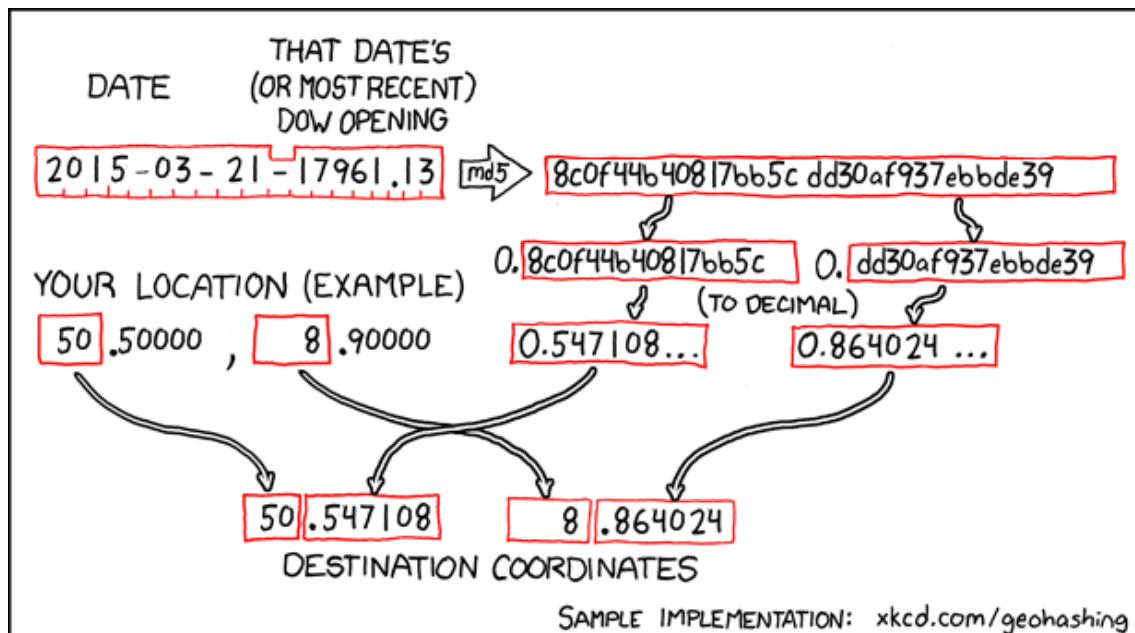 DATE
THAT DATE'S
(OR MOST RECENT)
DOW OPENING
2015-03-21-17961.13
md5
8c0f44b40817bb5cdd30af937ebbde39
0.8c0f44b40817bb5c
0.dd30af937ebbde39
YOUR LOCATION (EXAMPLE)
(TO DECIMAL)
50.50000, 8.90000
0.547108...
0.864024...
50.547108
8.864024
DESTINATION COORDINATES
SAMPLE IMPLEMENTATION: xkcd.com/geohashing